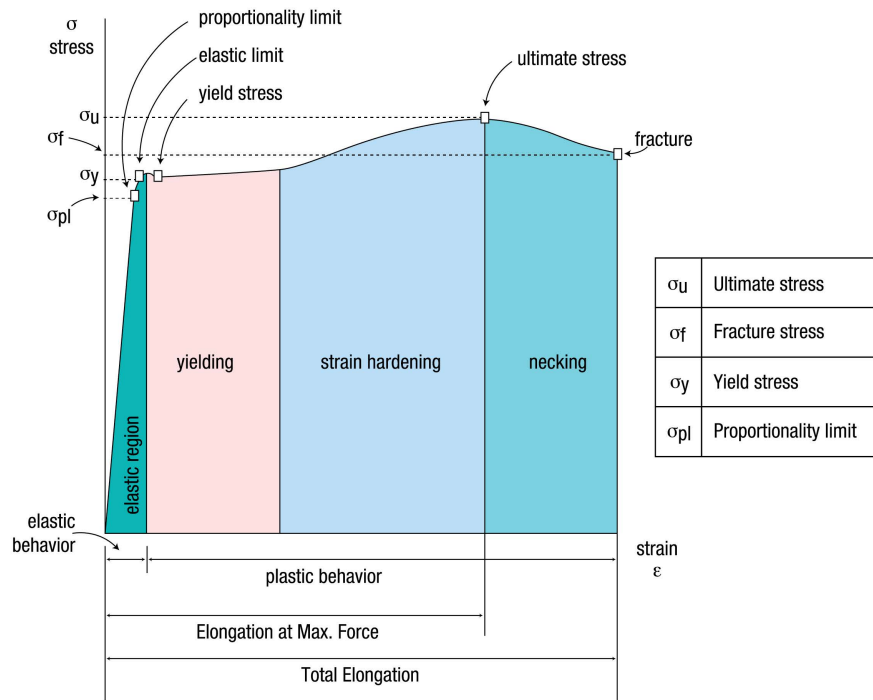 σ
stress
proportionality limit
elastic limit
yield stress
ultimate stress
fracture
σu
σf
σy
σpl
yielding
strain hardening
necking
elastic region
elastic
behavior
plastic behavior
strain
ε
Elongation at Max. Force
Total Elongation
σu Ultimate stress
σf Fracture stress
σy Yield stress
σpl Proportionality limit